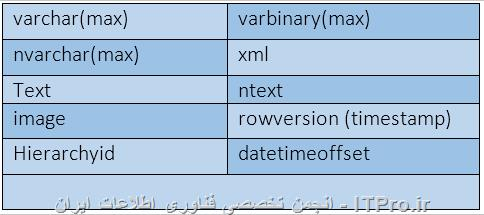 varchar(max) varbinary(max)
nvarchar(max) xml
Text ntext
image rowversion (timestamp)
Hierarchyid datetimeoffset
ITPro.ir - انجمن تخصصی فناوری اطلاعات ایران